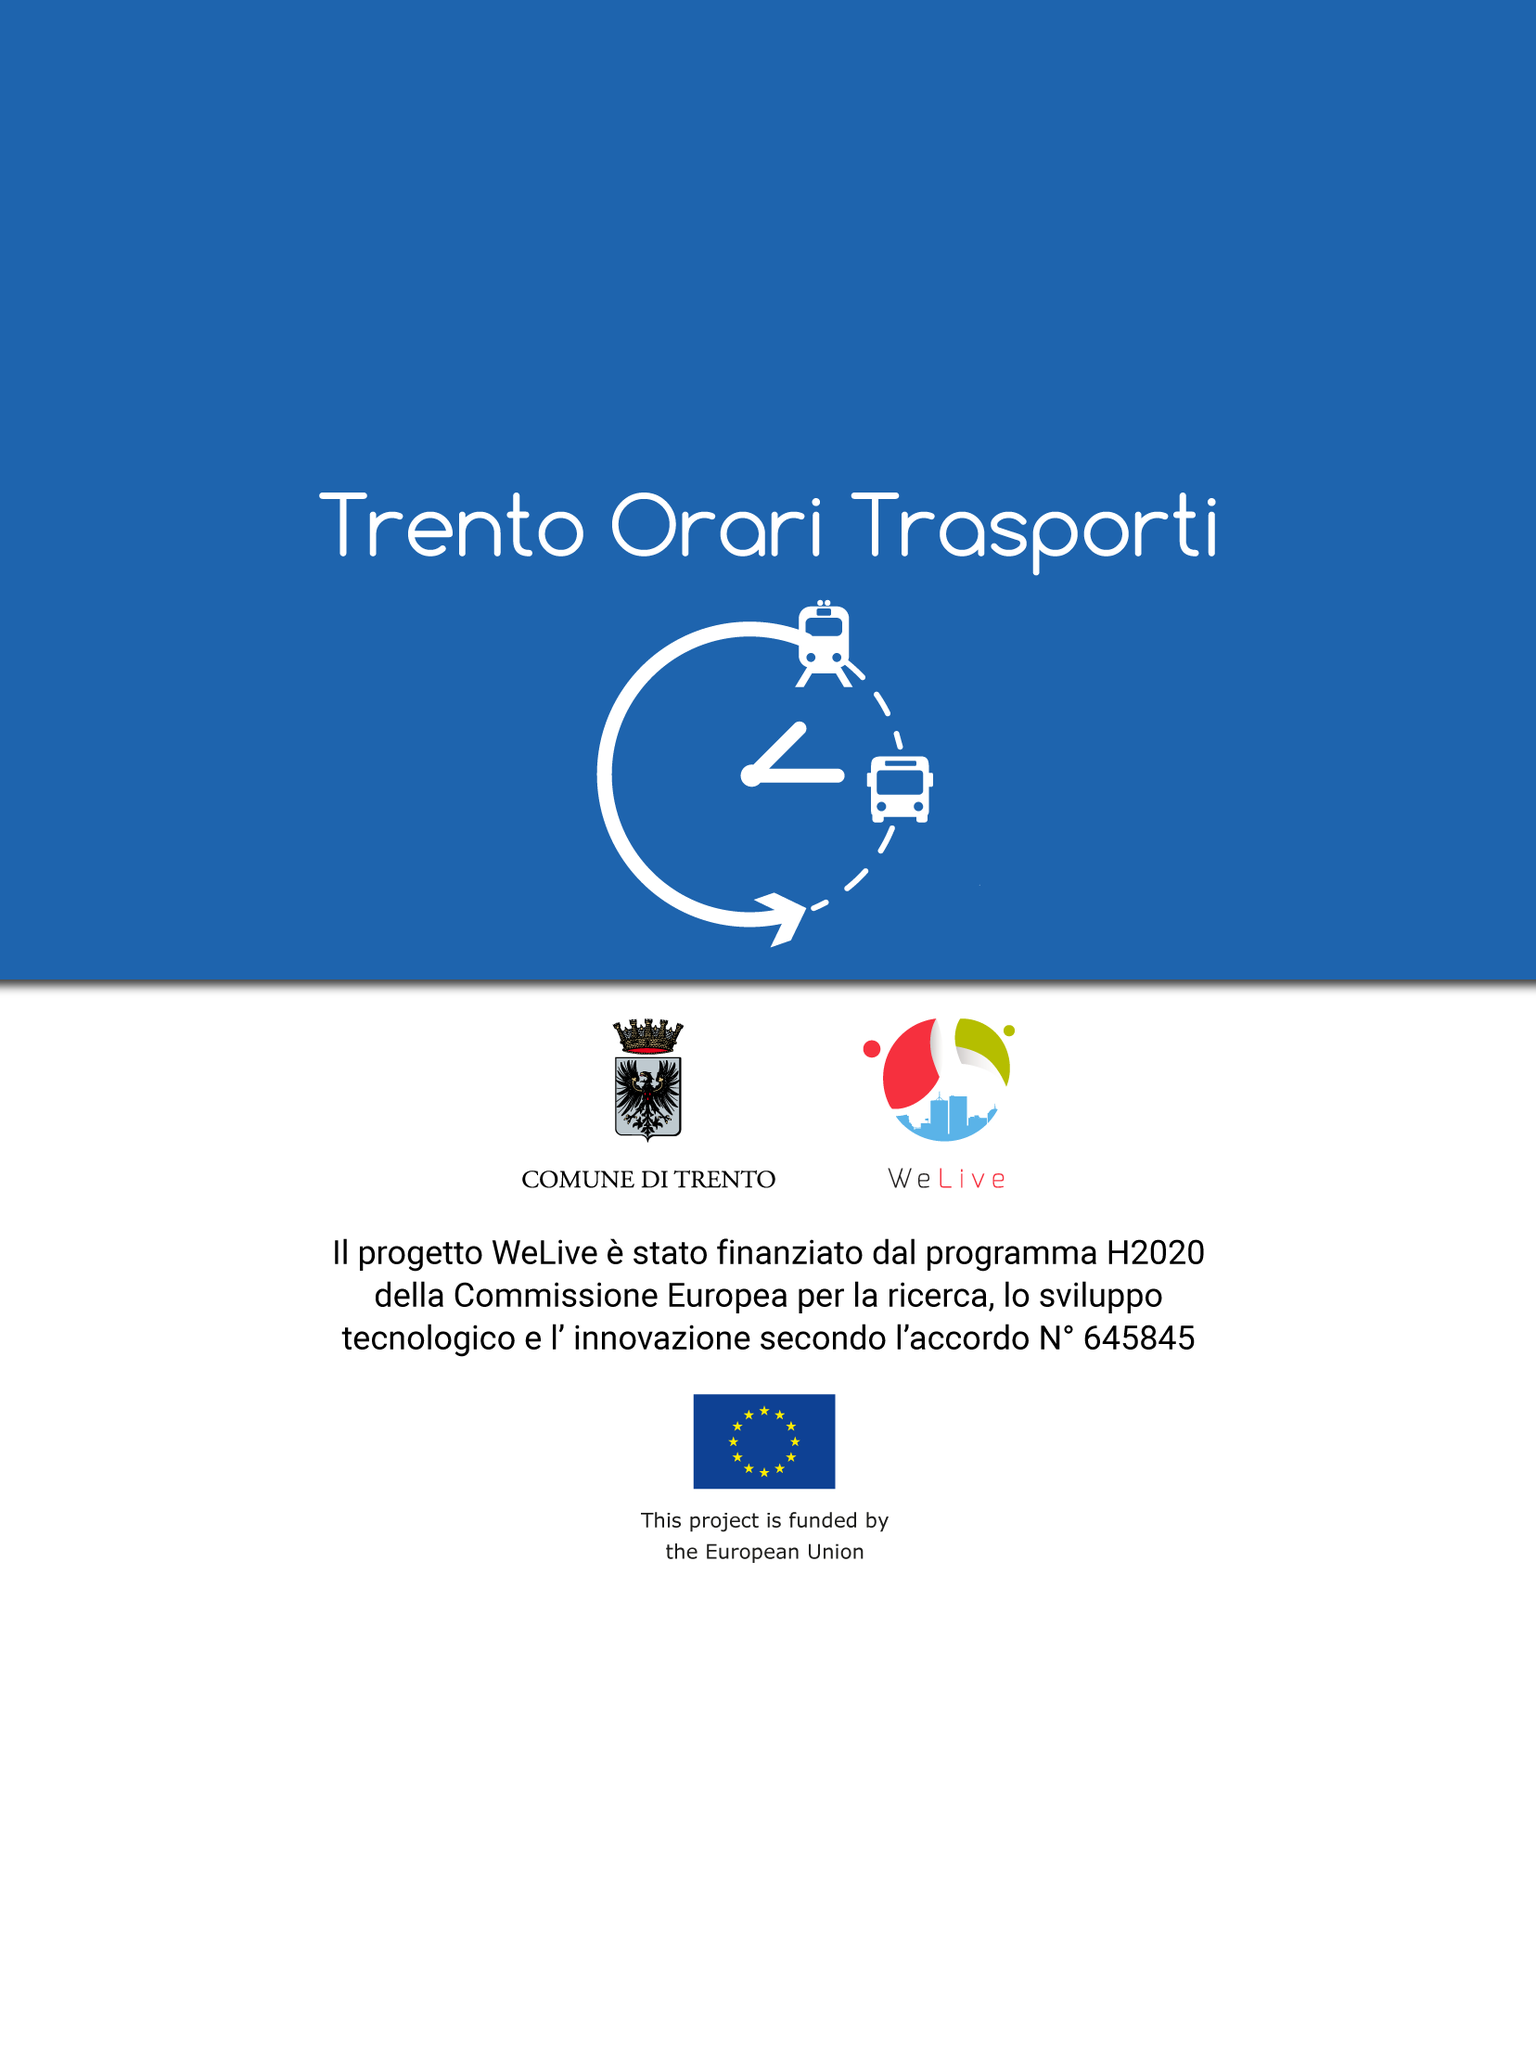 Trento Orari Trasporti
COMUNE DI TRENTO
WeLive
Il progetto WeLive è stato finanziato dal programma H2020
della Commissione Europea per la ricerca, lo sviluppo
tecnologico e l’ innovazione secondo l’accordo N° 645845
This project is funded by
the European Union